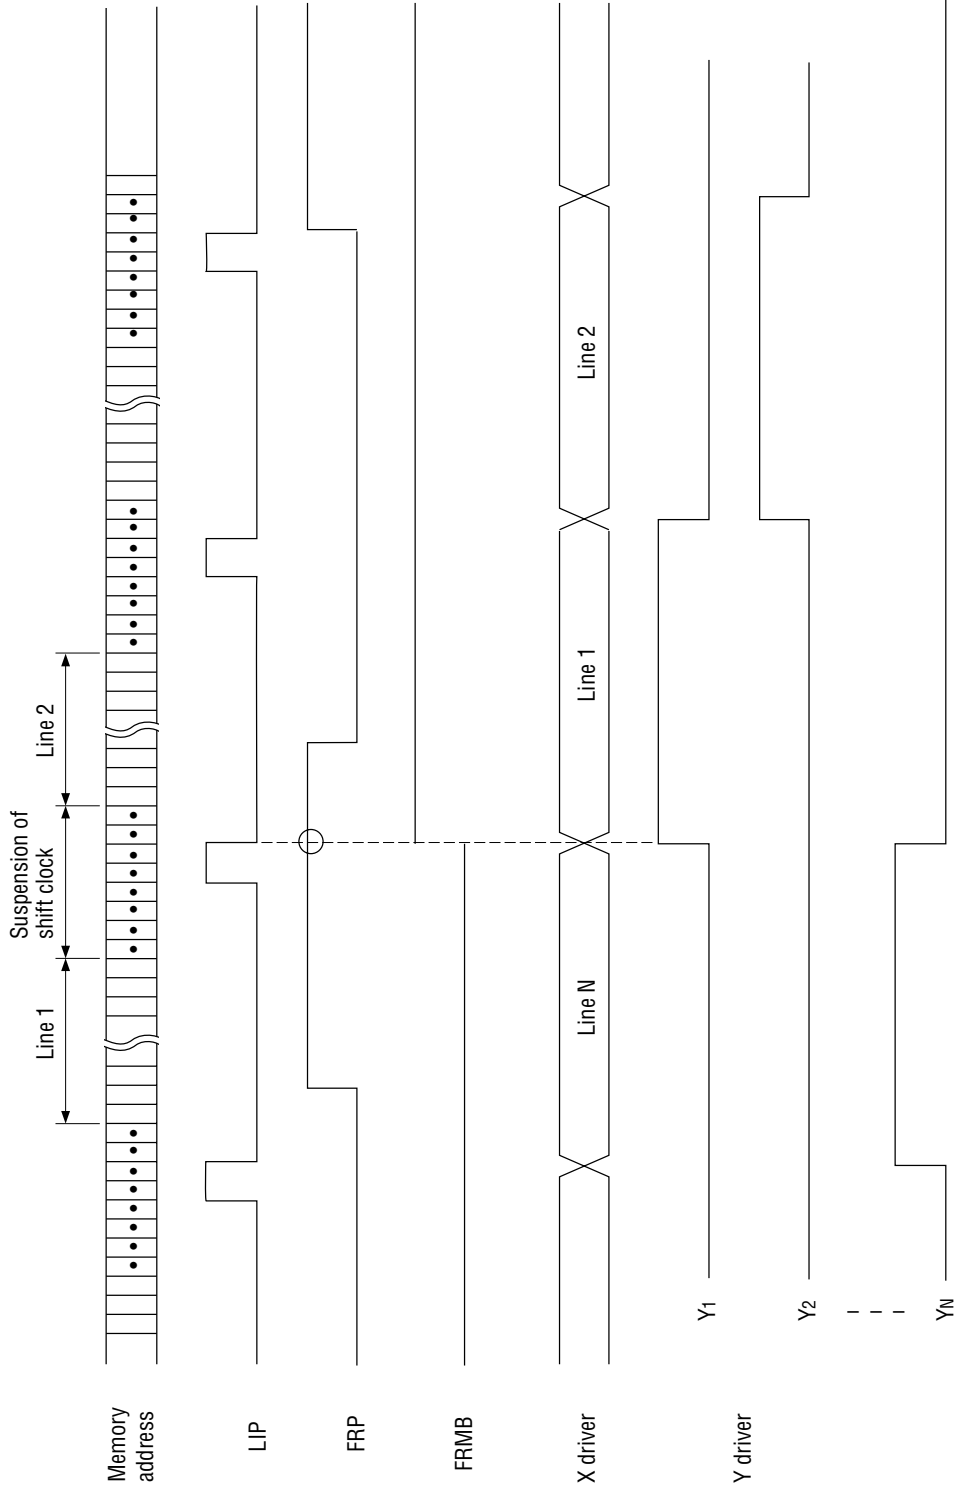 Line 1
Suspension of
shift clock
Line 2
Memory
address
LIP
FRP
FRMB
X driver
Line N
Line 1
Line 2
Y driver
Y1
Y2
YN